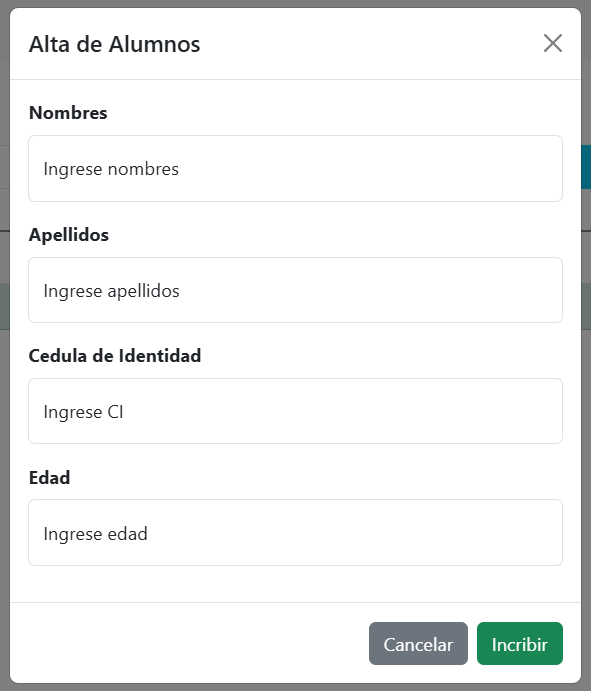 Alta de Alumnos
Nombres
Ingrese nombres
Apellidos
Ingrese apellidos
Cedula de Identidad
Ingrese CI
Edad
Ingrese edad
Cancelar
Incribir